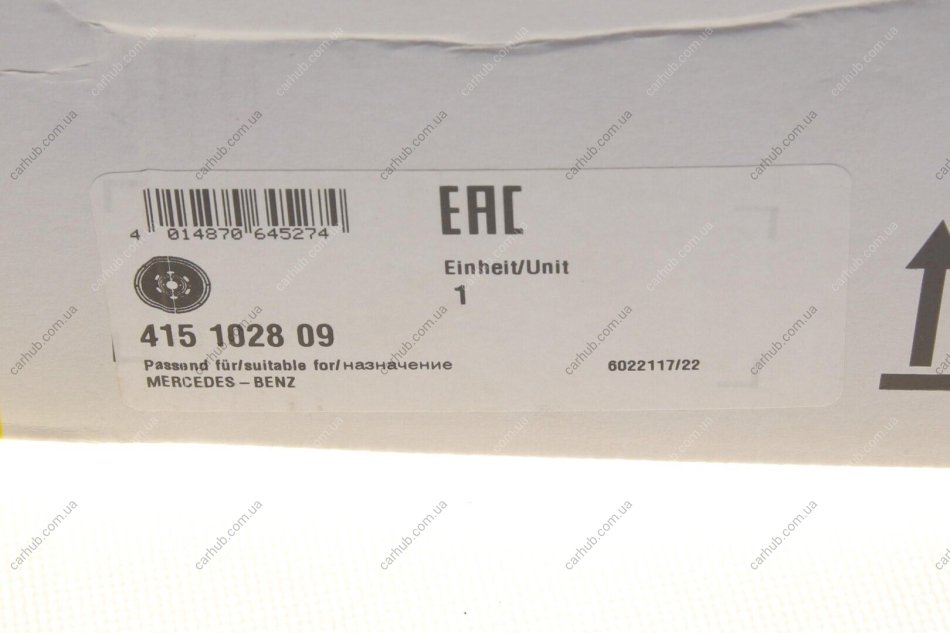 4 014870 645274
EAC
Einheit/Unit
1
415 1028 09
Passend für/suitable for/назначение
6022117/22
MERCEDES – BENZ
carhub.com.ua